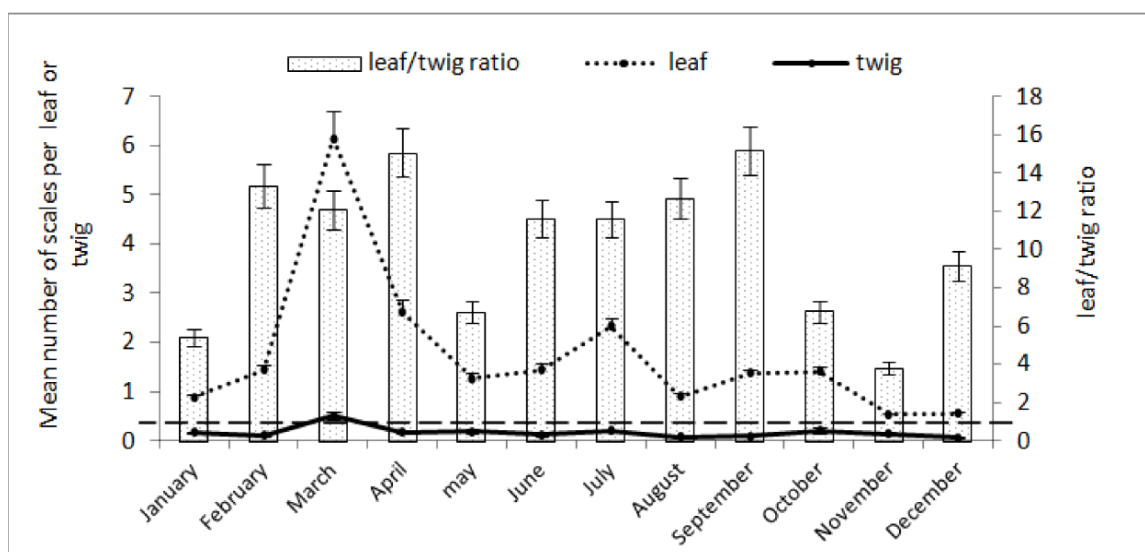 leaf/twig ratio leaf twig
Mean number of scales per leaf or
twig
7
6
5
4
3
2
1
0
18
16
14
12
10
8
6
4
2
0
leaf/twig ratio
January
February
March
April
may
June
July
August
September
October
November
December